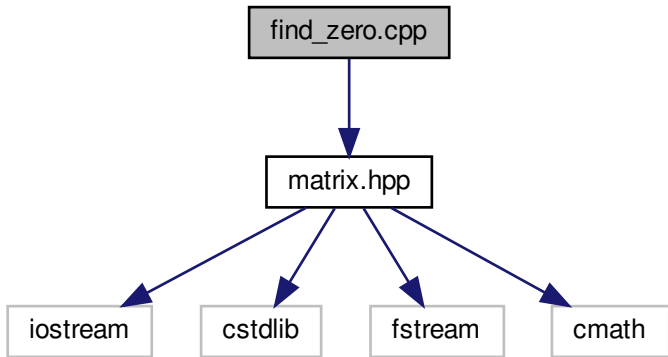 find_zero.cpp
matrix.hpp
iostream
cstdlib
fstream
cmath